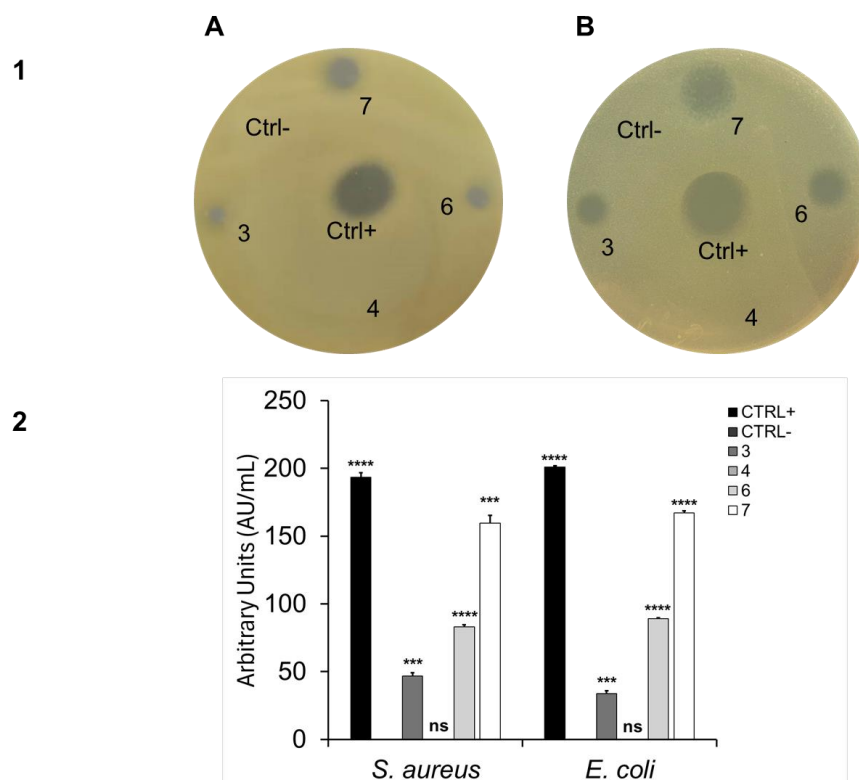 A
B
1
7
Ctrl-
6
3
Ctrl+
4
7
Ctrl-
6
3
Ctrl+
4
2
250
200
150
100
50
0
Arbitrary Units (AU/mL)
****
***
ns
****
***
****
***
ns
****
****
S. aureus
E. coli
CTRL+
CTRL-
3
4
6
7